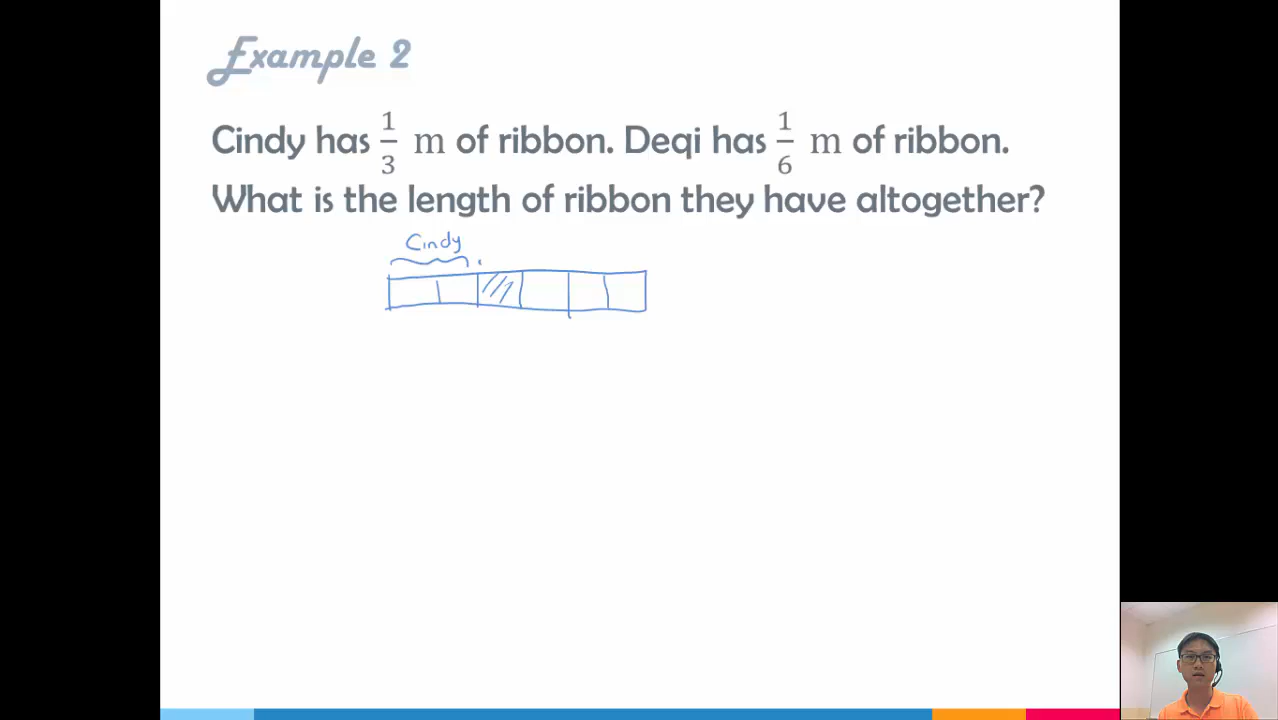 Example 2
Cindy has 1/3 m of ribbon. Deqi has 1/6 m of ribbon.
What is the length of ribbon they have altogether?
Cindy